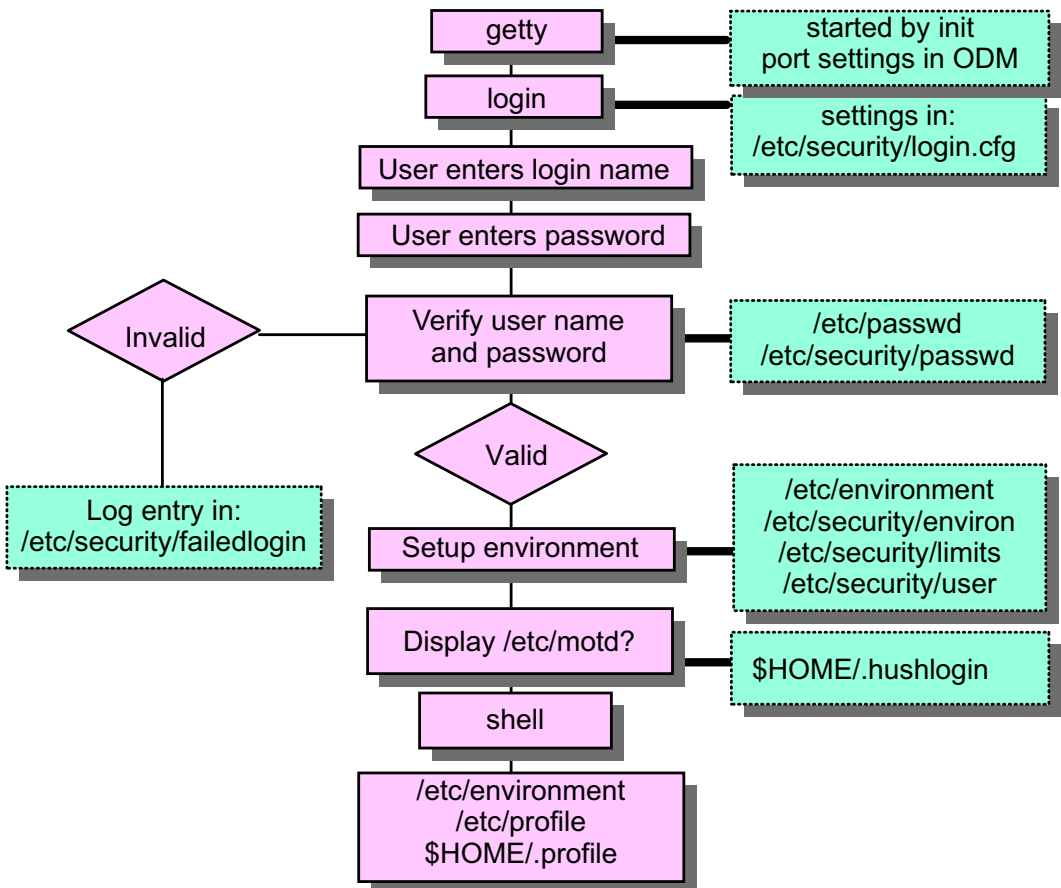 getty
started by init
port settings in ODM
login
settings in:
/etc/security/login.cfg
User enters login name
User enters password
Invalid
Verify user name
and password
/etc/passwd
/etc/security/passwd
Valid
Log entry in:
/etc/security/failedlogin
Setup environment
/etc/environment
/etc/security/environ
/etc/security/limits
/etc/security/user
Display /etc/motd?
$HOME/.hushlogin
shell
/etc/environment
/etc/profile
$HOME/.profile